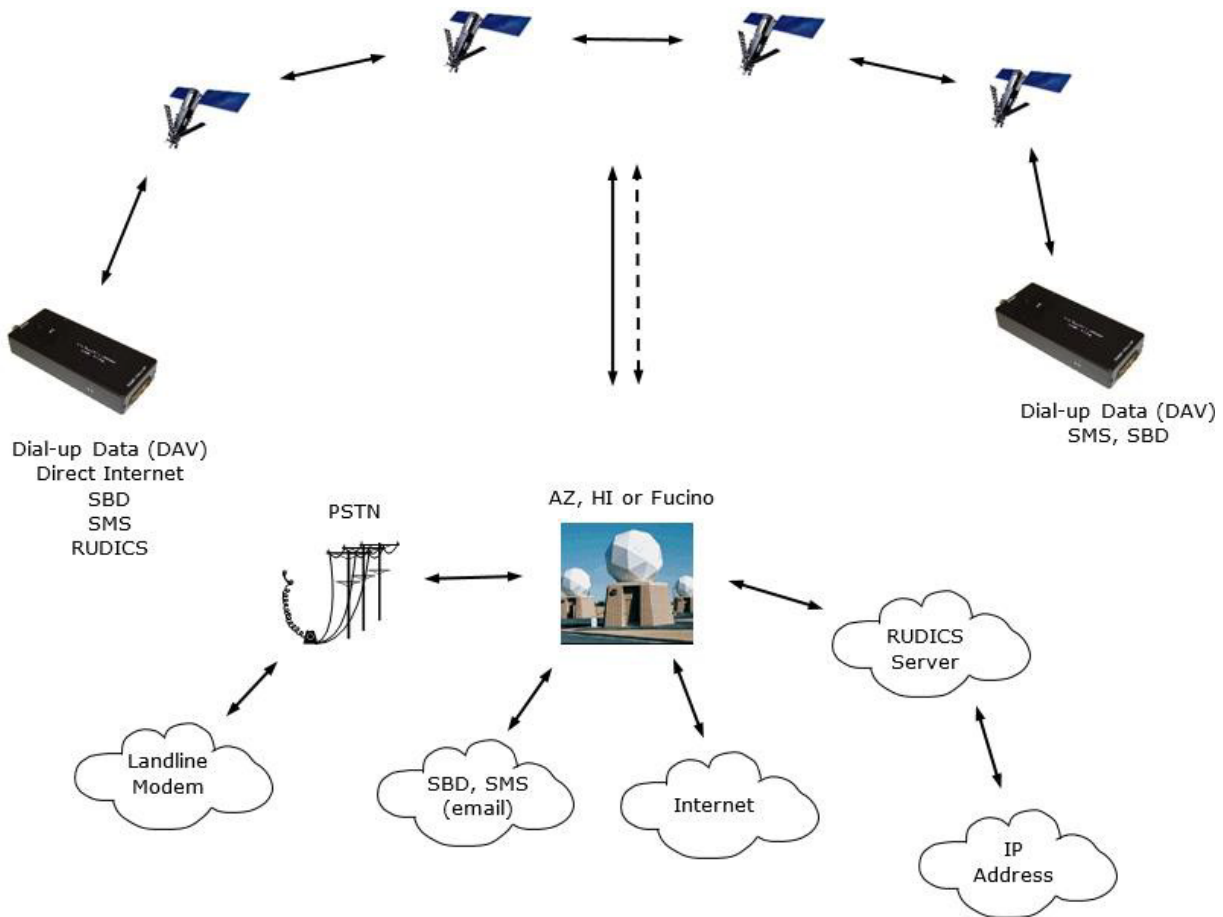 Dial-up Data (DAV)
Direct Internet
SBD
SMS
RUDICS
Dial-up Data (DAV)
SMS, SBD
PSTN
AZ, HI or Fucino
RUDICS
Server
Landline
Modem
SBD, SMS
(email)
Internet
IP
Address